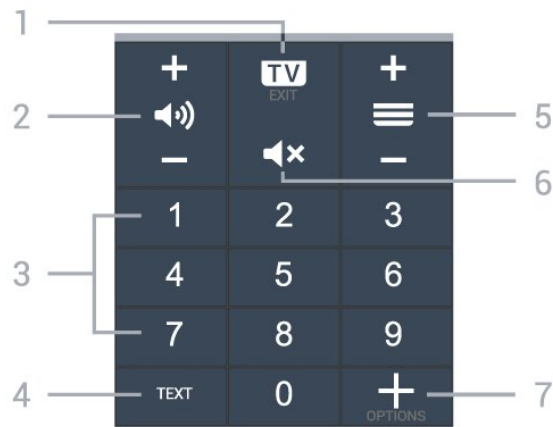 1
+ TV +
EXIT
2 5
- -
6
1 2 3
3
4 5 6
7 8 9
4 TEXT 0 + 7
OPTIONS